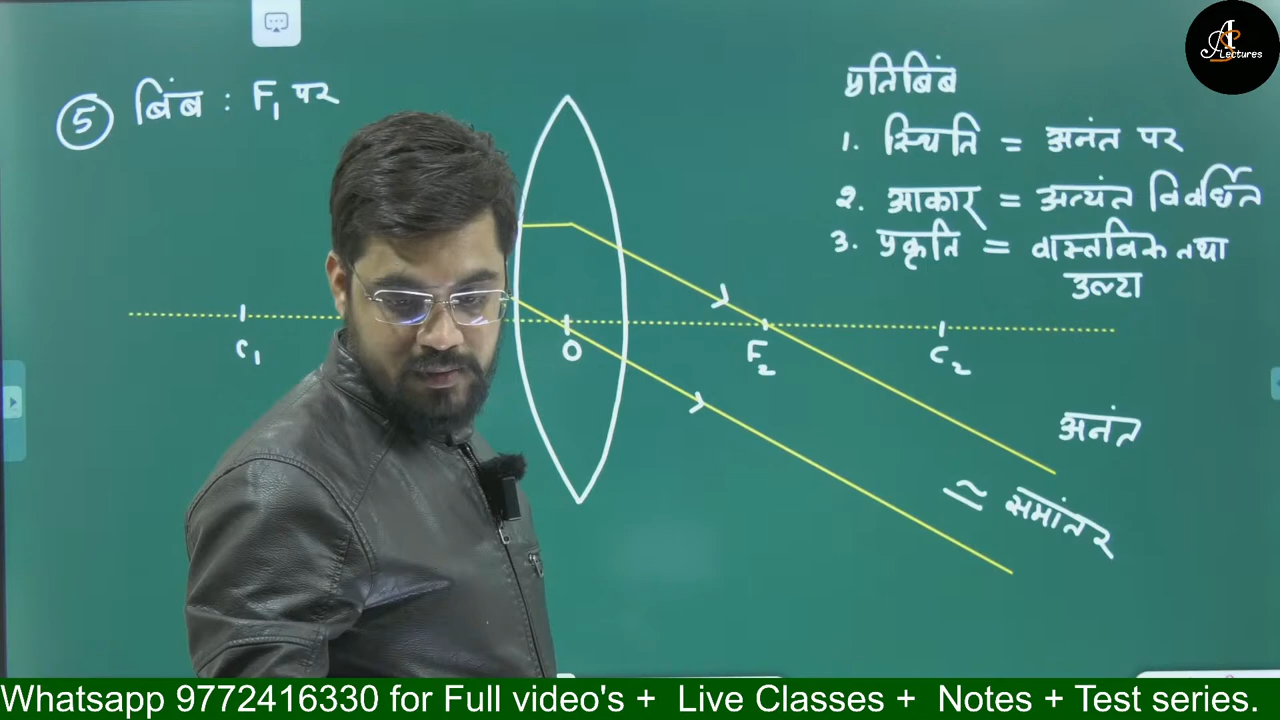 AS Lectures
5 बिंब : F₁ पर
प्रतिबिंब
1. स्थिति = अनंत पर
2. आकार = अत्यंत विवर्धित
3. प्रकृति = वास्तविक तथा
उल्टा
C₁
O
F₂
C₂
अनंत
≃ समांतर
Whatsapp 9772416330 for Full video's + Live Classes + Notes + Test series.